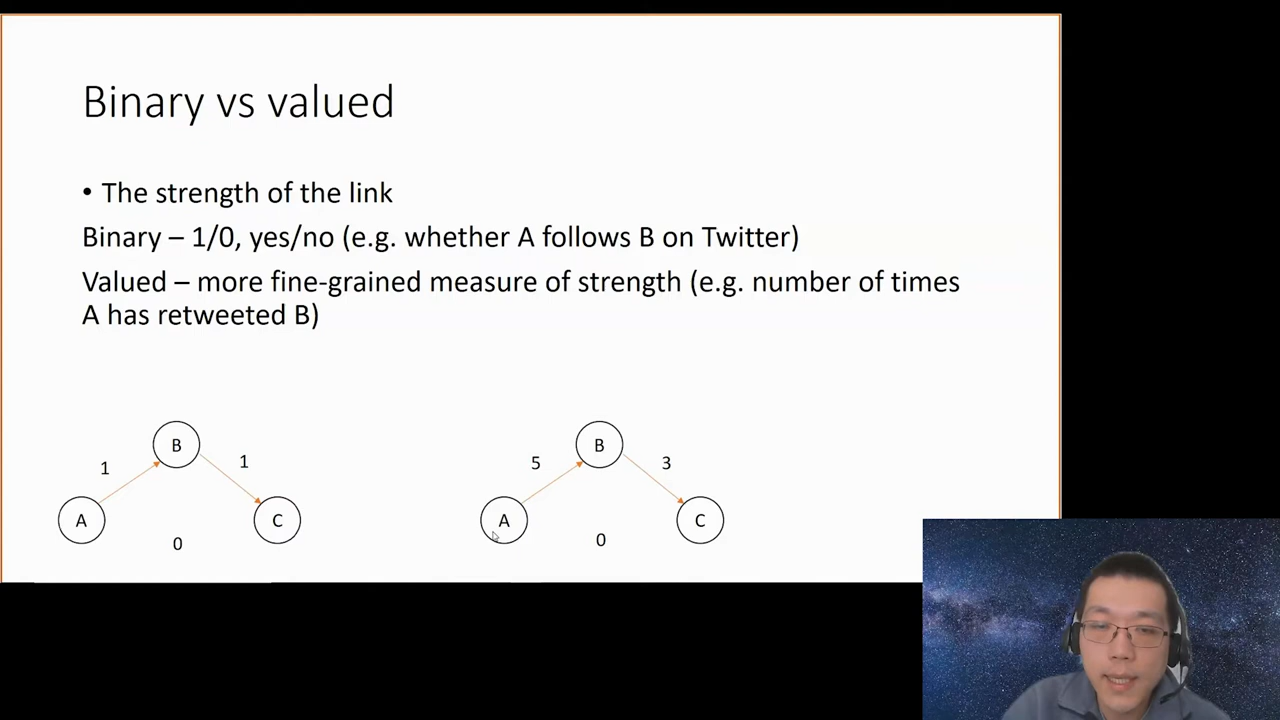 Binary vs valued
• The strength of the link
Binary – 1/0, yes/no (e.g. whether A follows B on Twitter)
Valued – more fine-grained measure of strength (e.g. number of times
A has retweeted B)
B
1
1
A
C
0
B
5
3
A
C
0